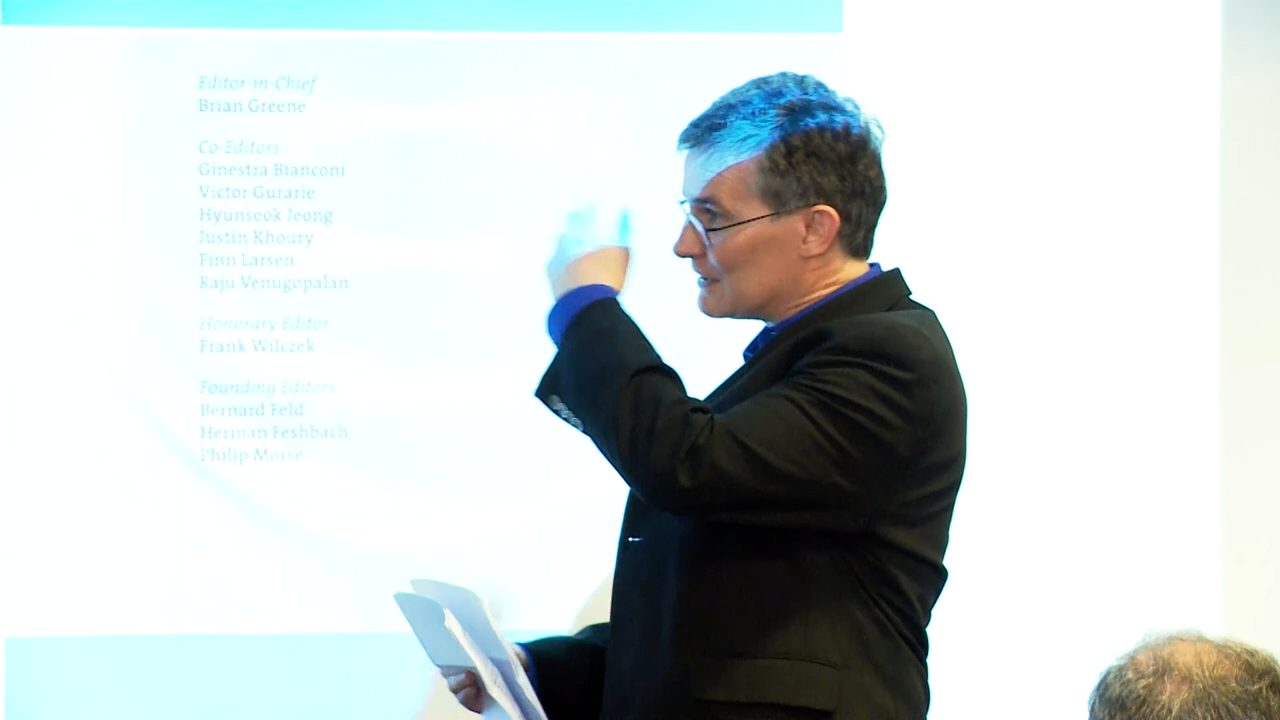 Editor-in-Chief
Brian Greene
Co-Editors
Ginestra Bianconi
Victor Gurarie
Hyunseok Jeong
Justin Khoury
Finn Larsen
Raju Venugopalan
Honorary Editor
Frank Wilczek
Founding Editors
Bernard Feld
Herman Feshbach
Philip Morse